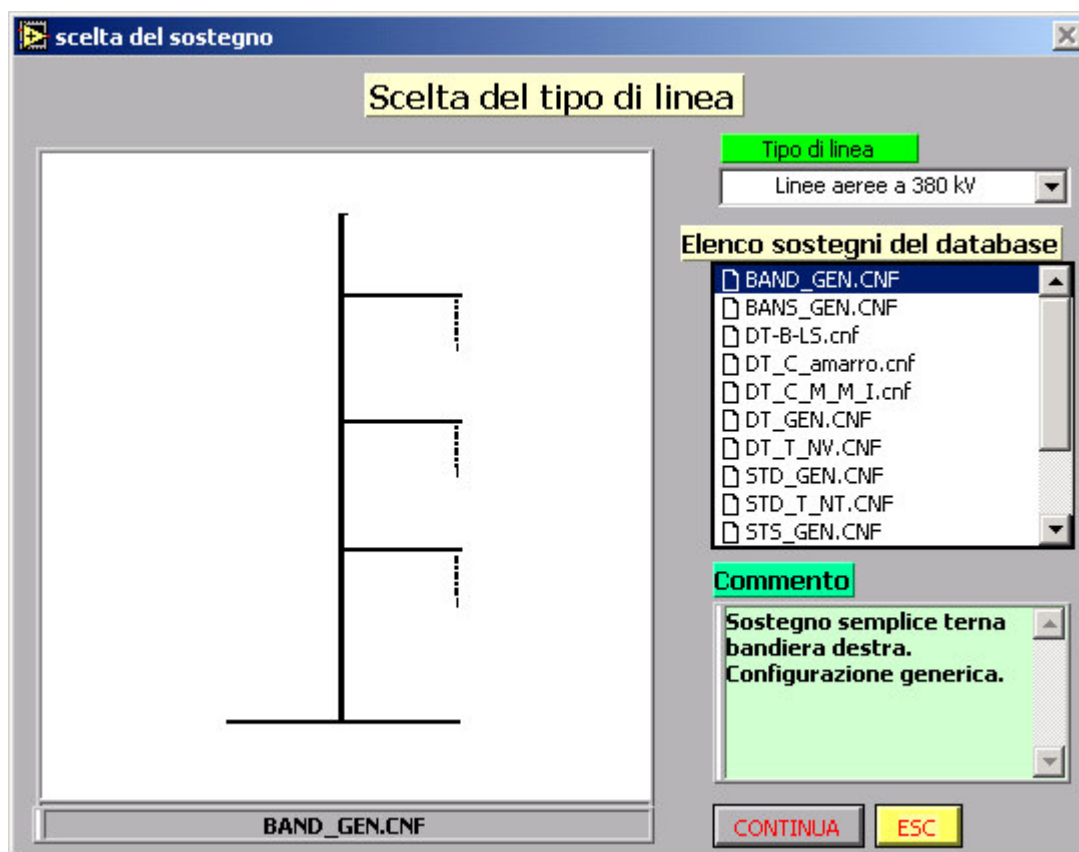 scelta del sostegno
Scelta del tipo di linea
Tipo di linea
Linee aeree a 380 kV
Elenco sostegni del database
BAND_GEN.CNF
BANS_GEN.CNF
DT-B-LS.cnf
DT_C_amarro.cnf
DT_C_M_M_I.cnf
DT_GEN.CNF
DT_T_NV.CNF
STD_GEN.CNF
STD_T_NT.CNF
STS_GEN.CNF
Commento
Sostegno semplice terna
bandiera destra.
Configurazione generica.
BAND_GEN.CNF
CONTINUA
ESC